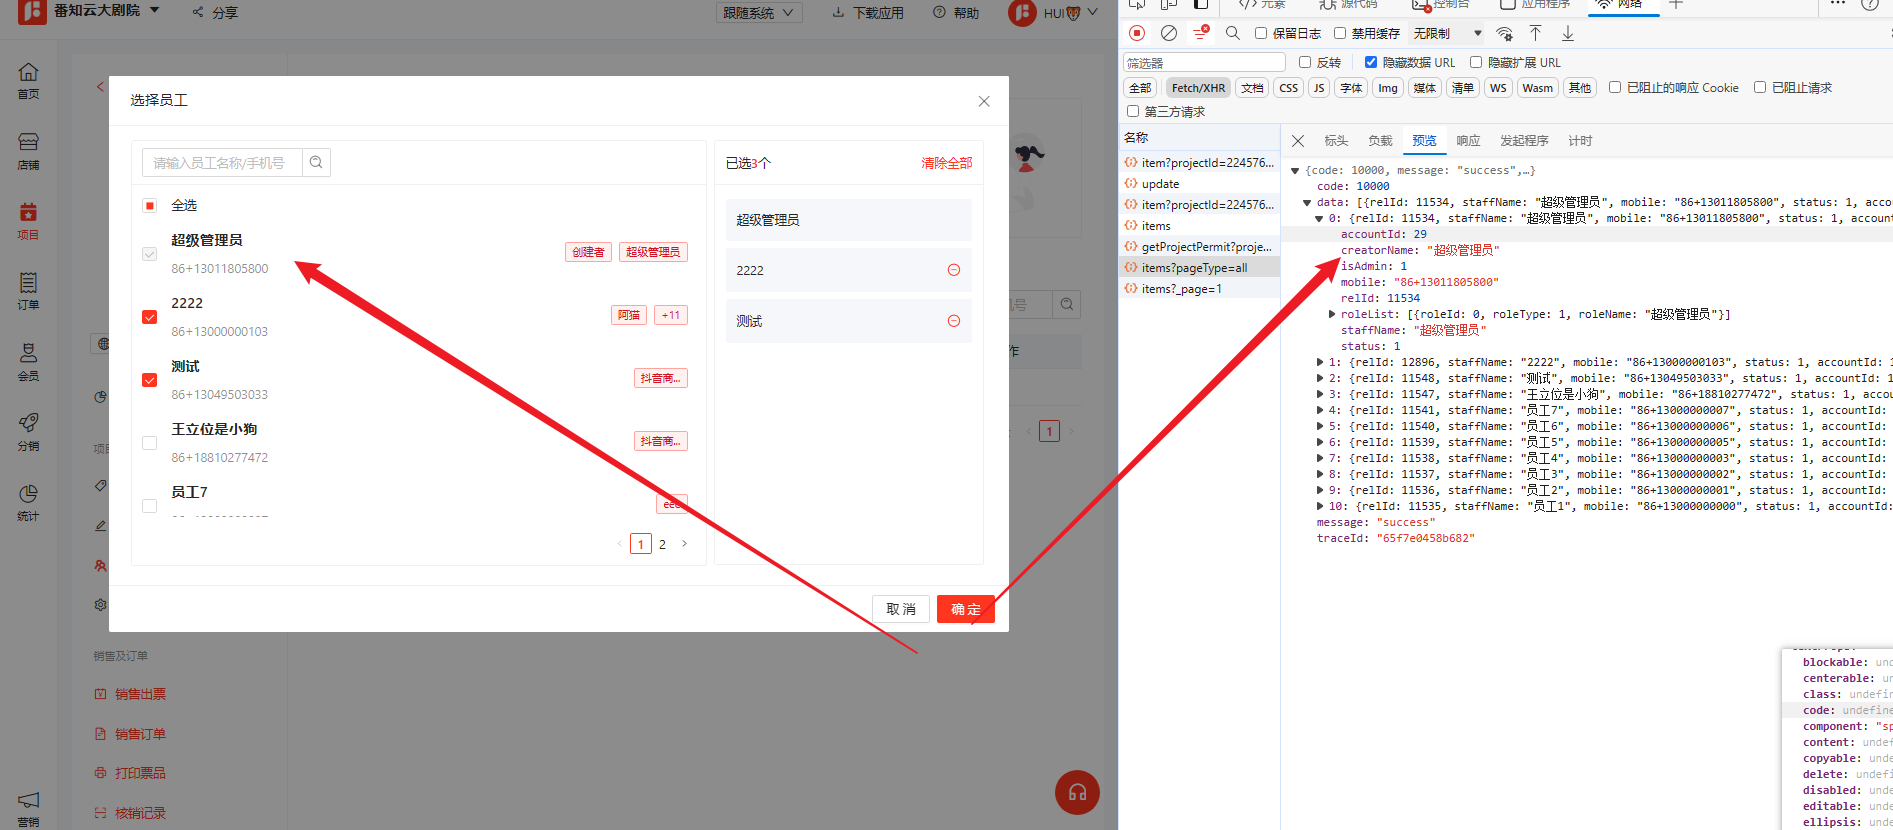 番知云大剧院
分享
跟随系统
下载应用
帮助
HUI
首页
店铺
项目
订单
会员
分销
统计
营销
选择员工
请输入员工名称/手机号
全选
超级管理员
86+13011805800
创建者
超级管理员
2222
86+13000000103
阿猫
+11
测试
86+13049503033
抖音商...
王立位是小狗
86+18810277472
抖音商...
员工7
1
2
已选3个
清除全部
超级管理员
2222
测试
取 消
确 定
号
作
1
销售及订单
销售出票
销售订单
打印票品
核销记录
元素
源代码
控制台
应用程序
网络
保留日志
禁用缓存
无限制
筛选器
反转
隐藏数据 URL
隐藏扩展 URL
全部
Fetch/XHR
文档
CSS
JS
字体
Img
媒体
清单
WS
Wasm
其他
已阻止的响应 Cookie
已阻止请求
第三方请求
名称
item?projectId=224576...
update
item?projectId=224576...
items
getProjectPermit?proje...
items?pageType=all
items?_page=1
标头
负载
预览
响应
发起程序
计时
{code: 10000, message: "success",…}
code: 10000
data: [{relId: 11534, staffName: "超级管理员", mobile: "86+13011805800", status: 1, accou
0: {relId: 11534, staffName: "超级管理员", mobile: "86+13011805800", status: 1, account
accountId: 29
creatorName: "超级管理员"
isAdmin: 1
mobile: "86+13011805800"
relId: 11534
roleList: [{roleId: 0, roleType: 1, roleName: "超级管理员"}]
staffName: "超级管理员"
status: 1
1: {relId: 12896, staffName: "2222", mobile: "86+13000000103", status: 1, accountId: 1
2: {relId: 11548, staffName: "测试", mobile: "86+13049503033", status: 1, accountId: 1
3: {relId: 11547, staffName: "王立位是小狗", mobile: "86+18810277472", status: 1, acco
4: {relId: 11541, staffName: "员工7", mobile: "86+13000000007", status: 1, accountId:
5: {relId: 11540, staffName: "员工6", mobile: "86+13000000006", status: 1, accountId:
6: {relId: 11539, staffName: "员工5", mobile: "86+13000000005", status: 1, accountId:
7: {relId: 11538, staffName: "员工4", mobile: "86+13000000003", status: 1, accountId:
8: {relId: 11537, staffName: "员工3", mobile: "86+13000000002", status: 1, accountId:
9: {relId: 11536, staffName: "员工2", mobile: "86+13000000001", status: 1, accountId:
10: {relId: 11535, staffName: "员工1", mobile: "86+13000000000", status: 1, accountId:
message: "success"
traceId: "65f7e0458b682"
blockable: und
centerable: un
class: undefin
code: undefine
component: "sp
content: undef
copyable: unde
delete: undefi
disabled: unde
editable: unde
ellipsis: unde